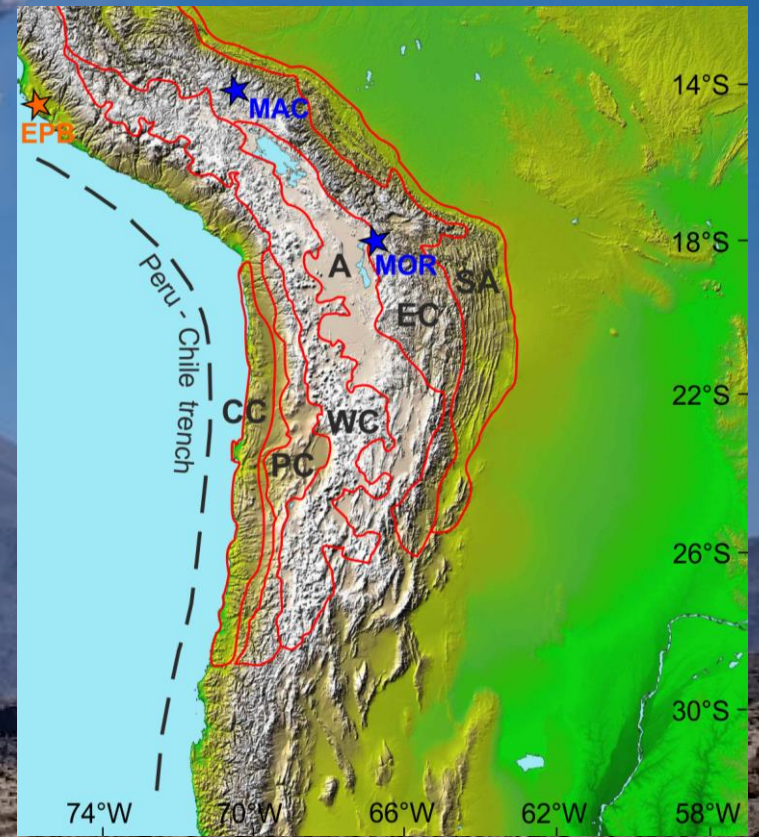 14°S
MAC
EPB
18°S
A
MOR
SA
EC
Peru - Chile trench
22°S
CC
WC
PC
26°S
30°S
74°W 70°W 66°W 62°W 58°W